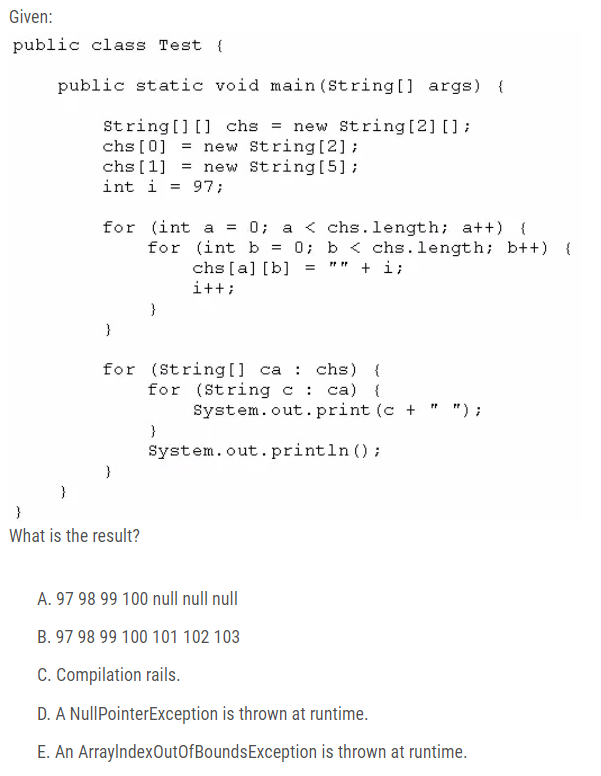 Given:
public class Test {
public static void main(String[] args) {
String[][] chs = new String[2][];
chs[0] = new String[2];
chs[1] = new String[5];
int i = 97;
for (int a = 0; a < chs.length; a++) {
for (int b = 0; b < chs.length; b++) {
chs[a][b] = "" + i;
i++;
}
}
for (String[] ca : chs) {
for (String c : ca) {
System.out.print(c + " ");
}
System.out.println();
}
}
}
What is the result?
A. 97 98 99 100 null null null
B. 97 98 99 100 101 102 103
C. Compilation rails.
D. A NullPointerException is thrown at runtime.
E. An ArrayIndexOutOfBoundsException is thrown at runtime.